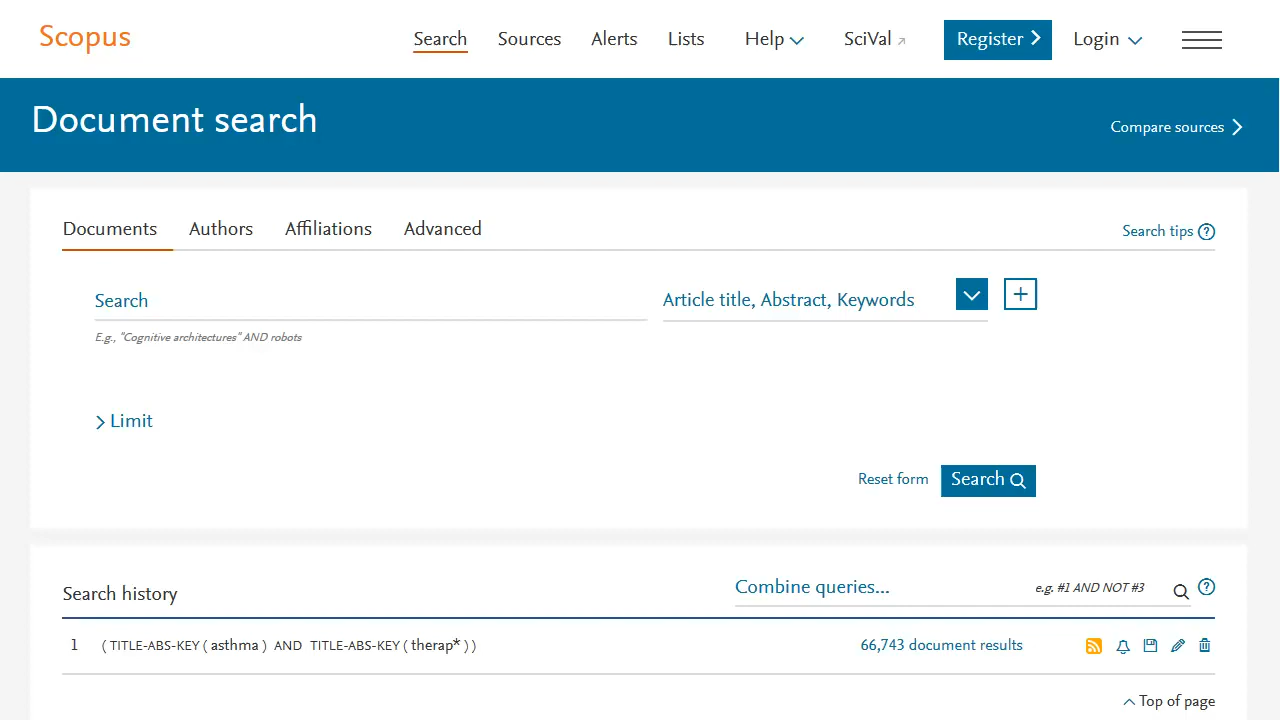 Scopus
Search Sources Alerts Lists Help SciVal Register Login
Document search
Compare sources
Documents Authors Affiliations Advanced
Search tips
Search
Article title, Abstract, Keywords
E.g., "Cognitive architectures" AND robots
Limit
Reset form
Search
Search history
Combine queries...
e.g. #1 AND NOT #3
1 ( TITLE-ABS-KEY ( asthma ) AND TITLE-ABS-KEY ( therap* ) ) 66,743 document results
Top of page